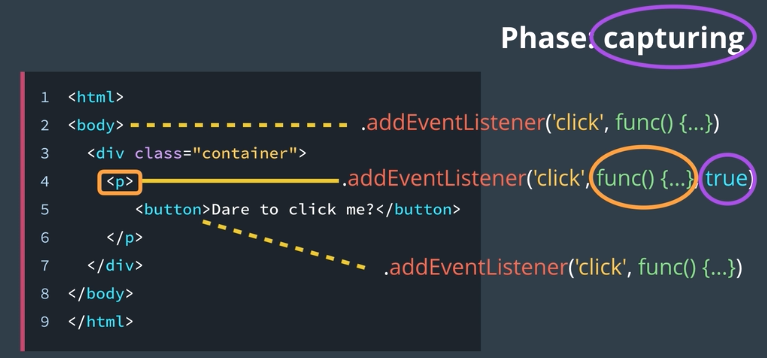 Phase: capturing
1 <html>
2 <body> .addEventListener('click', func() {...})
3 <div class="container">
4 <p> .addEventListener('click', func() {...}, true)
5 <button>Dare to click me?</button>
6 </p>
.addEventListener('click', func() {...})
7 </div>
8 </body>
9 </html>